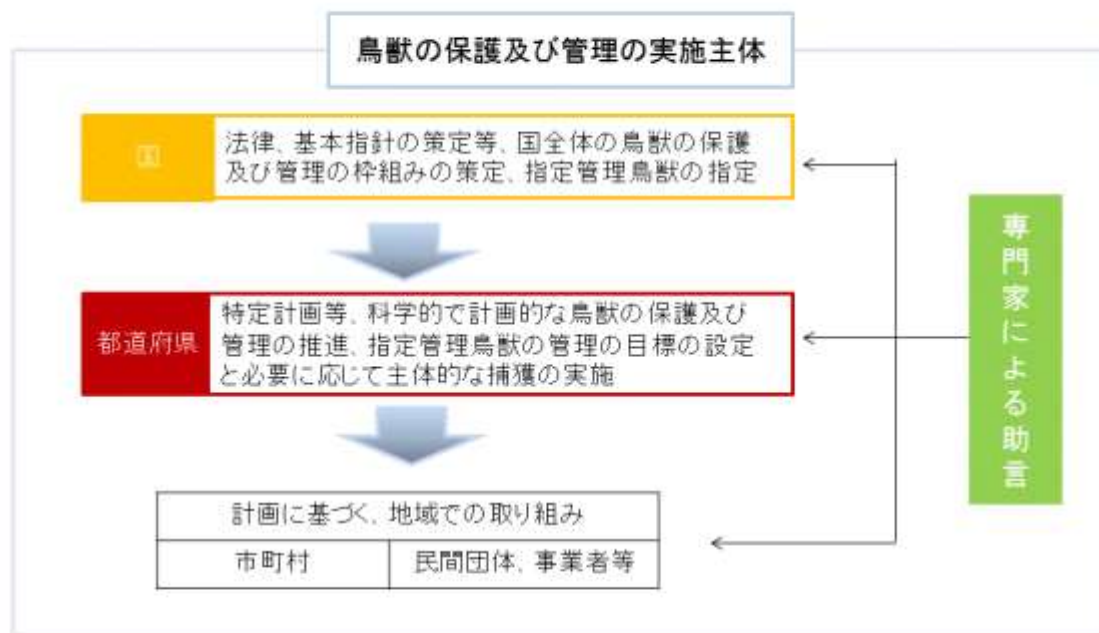 鳥獣の保護及び管理の実施主体
国
法律、基本指針の策定等、国全体の鳥獣の保護
及び管理の枠組みの策定、指定管理鳥獣の指定
都道府県
特定計画等、科学的で計画的な鳥獣の保護及び
管理の推進、指定管理鳥獣の管理の目標の設定
と必要に応じて主体的な捕獲の実施
計画に基づく、地域での取り組み
市町村
民間団体、事業者等
専門家による助言